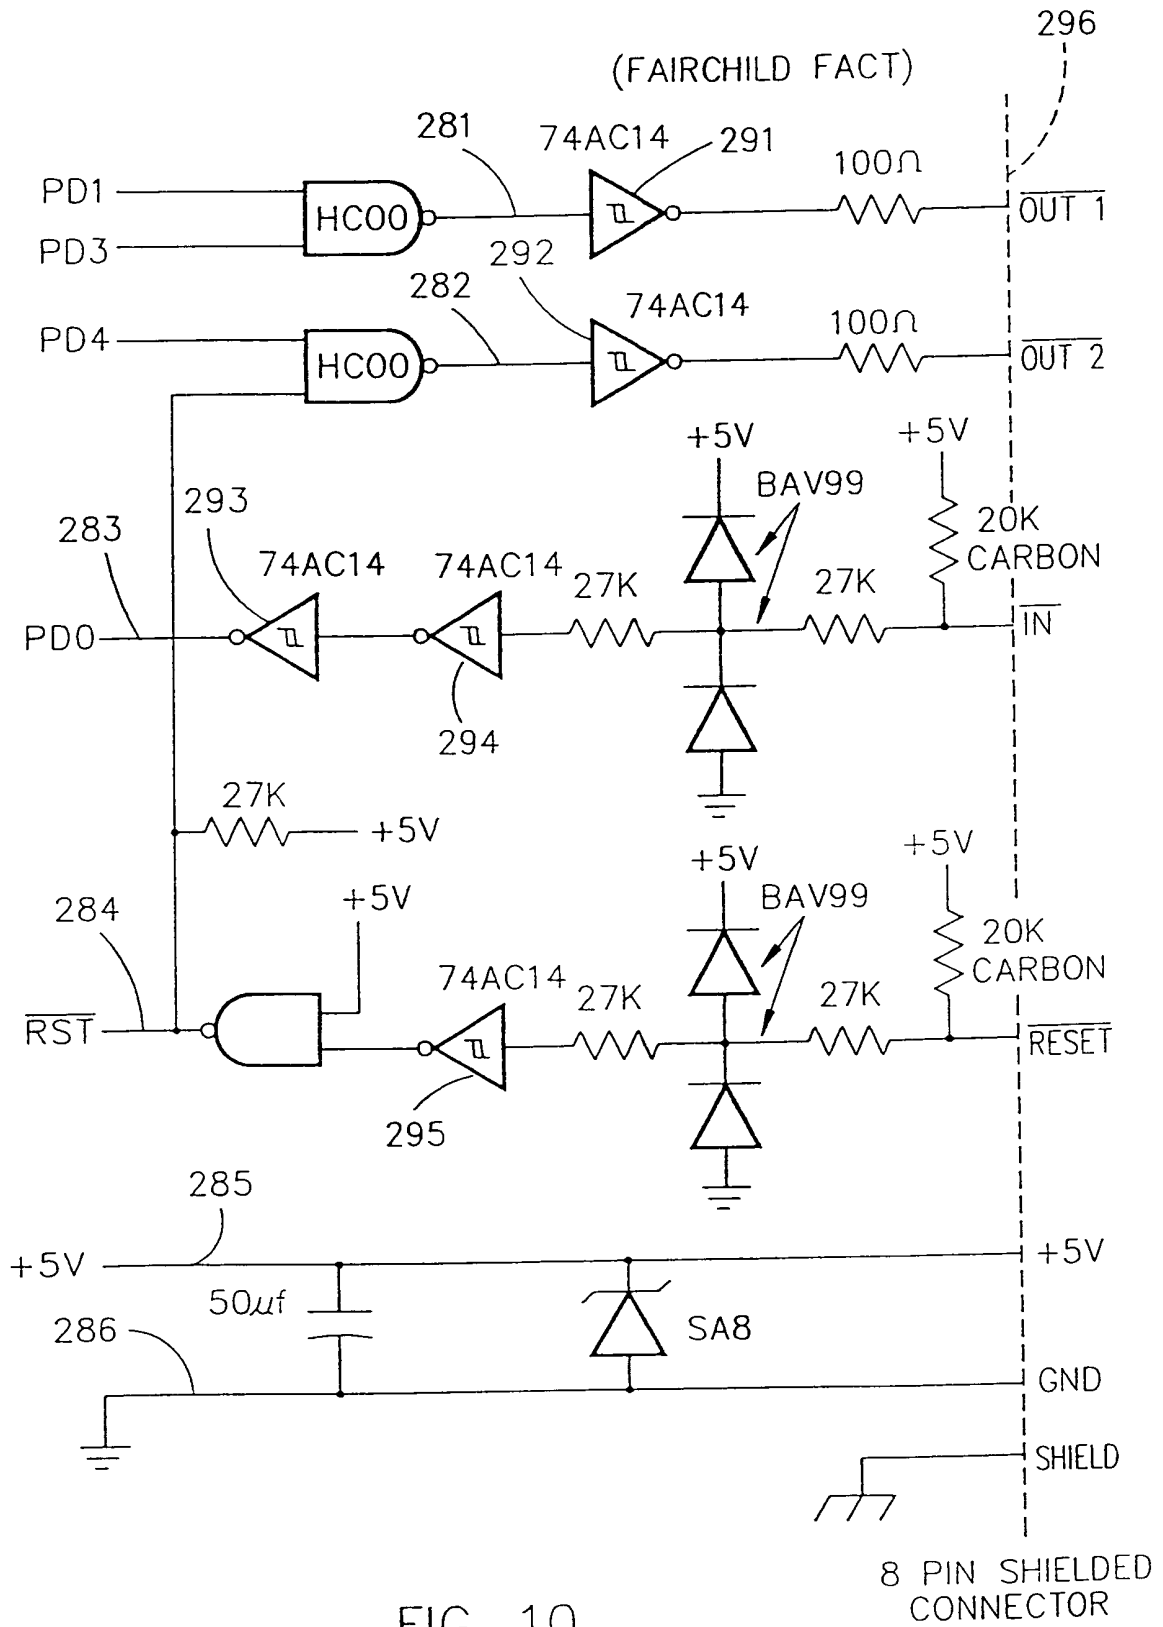 296
(FAIRCHILD FACT)
281
74AC14
291
100Ω
PD1
HC00
OUT 1
PD3
292
282
74AC14
100Ω
PD4
HC00
OUT 2
+5V
+5V
BAV99
293
283
20K
CARBON
74AC14
74AC14
27K
27K
PD0
IN
294
27K
+5V
+5V
+5V
BAV99
284
+5V
20K
CARBON
74AC14
27K
27K
RST
RESET
295
285
+5V
+5V
50µf
SA8
286
GND
SHIELD
8 PIN SHIELDED
CONNECTOR
FIG. 10